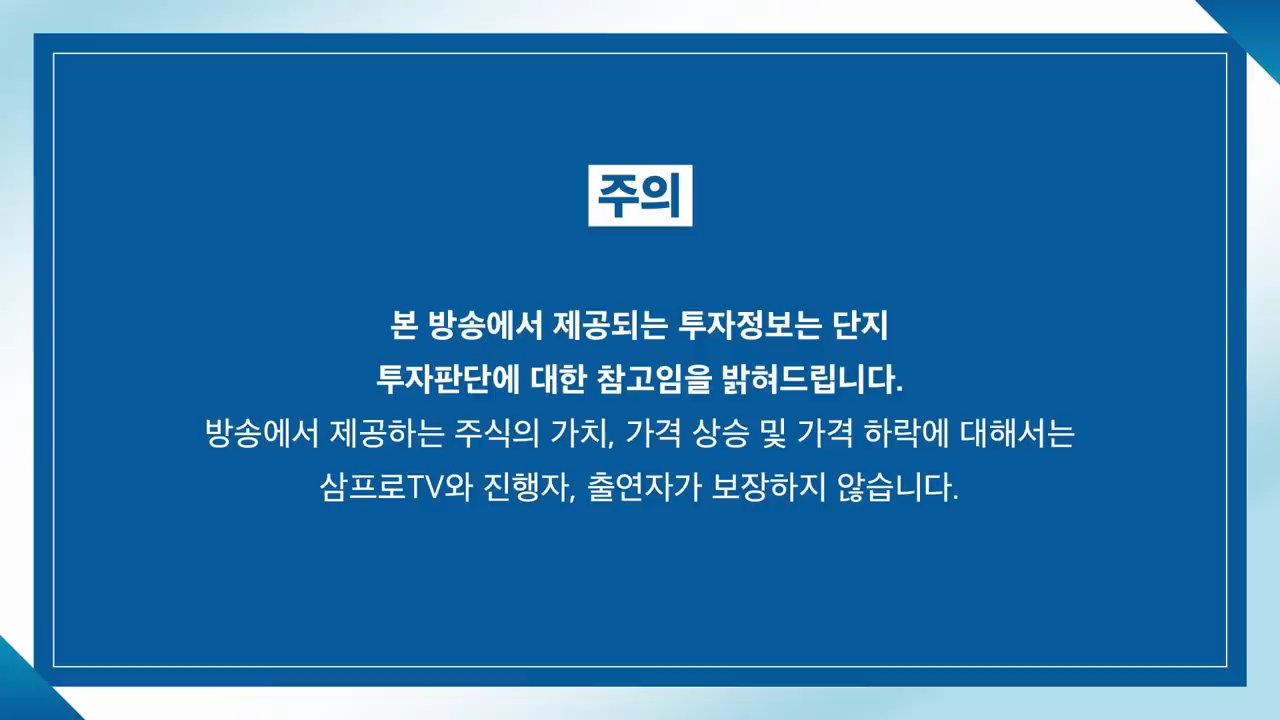 주의
본 방송에서 제공되는 투자정보는 단지
투자판단에 대한 참고임을 밝혀드립니다.
방송에서 제공하는 주식의 가치, 가격 상승 및 가격 하락에 대해서는
삼프로TV와 진행자, 출연자가 보장하지 않습니다.